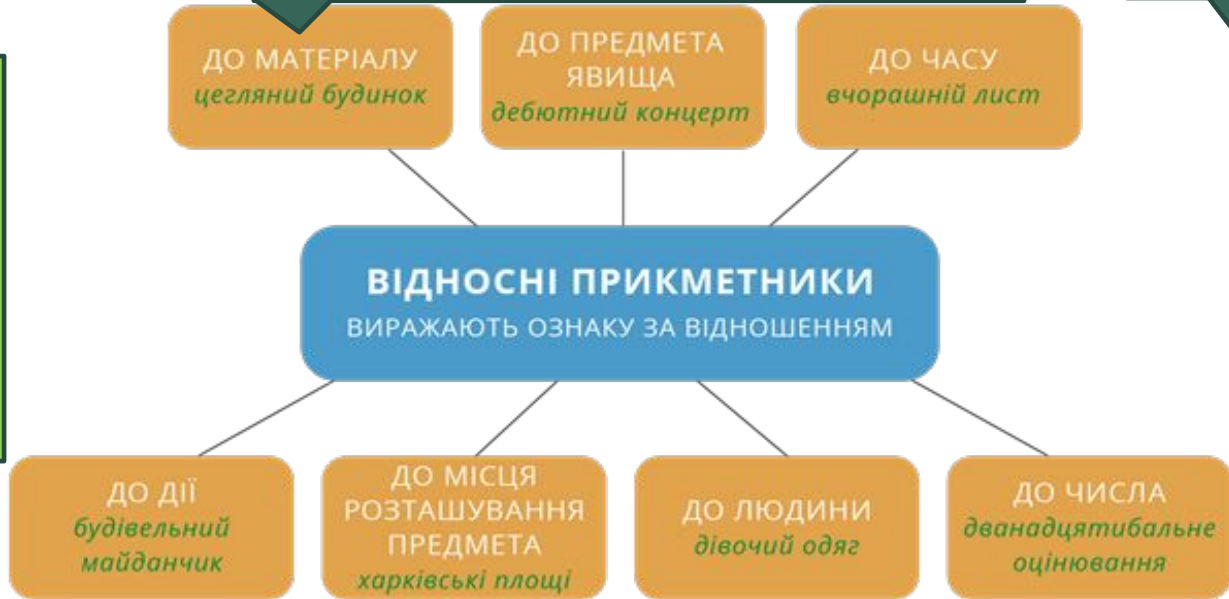 ДО МАТЕРІАЛУ
цегляний будинок
ДО ПРЕДМЕТА
ЯВИЩА
дебютний концерт
ДО ЧАСУ
вчорашній лист
ВІДНОСНІ ПРИКМЕТНИКИ
ВИРАЖАЮТЬ ОЗНАКУ ЗА ВІДНОШЕННЯМ
ДО ДІЇ
будівельний
майданчик
ДО МІСЦЯ
РОЗТАШУВАННЯ
ПРЕДМЕТА
харківські площі
ДО ЛЮДИНИ
дівочий одяг
ДО ЧИСЛА
дванадцятибальне
оцінювання